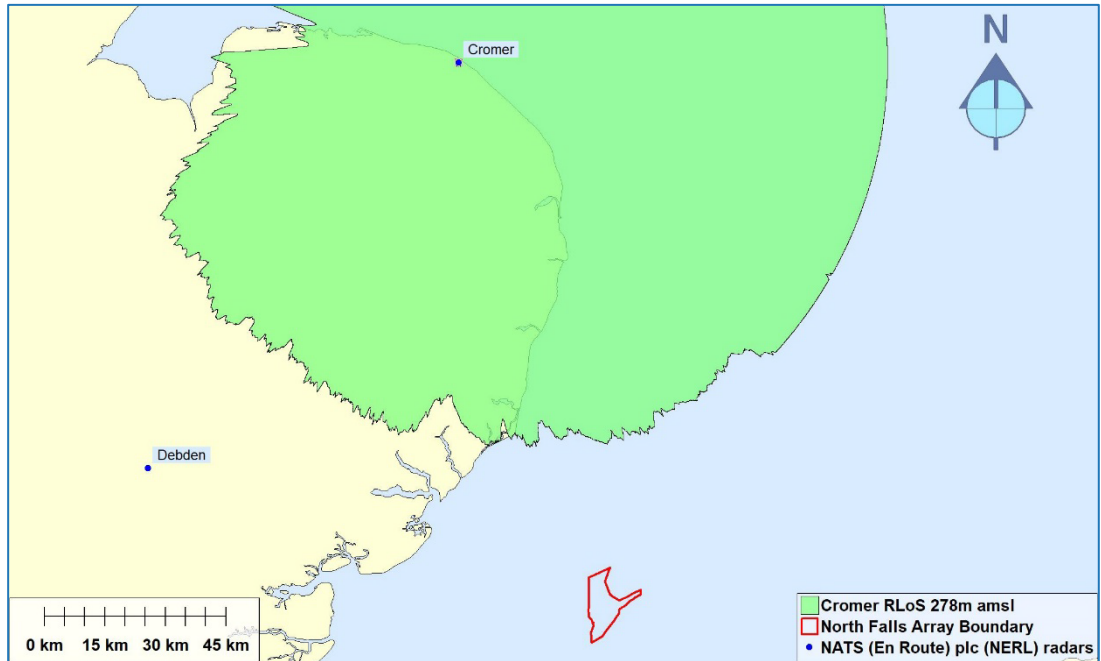 Cromer
N
Debden
0 km 15 km 30 km 45 km
Cromer RLoS 278m amsl
North Falls Array Boundary
NATS (En Route) plc (NERL) radars